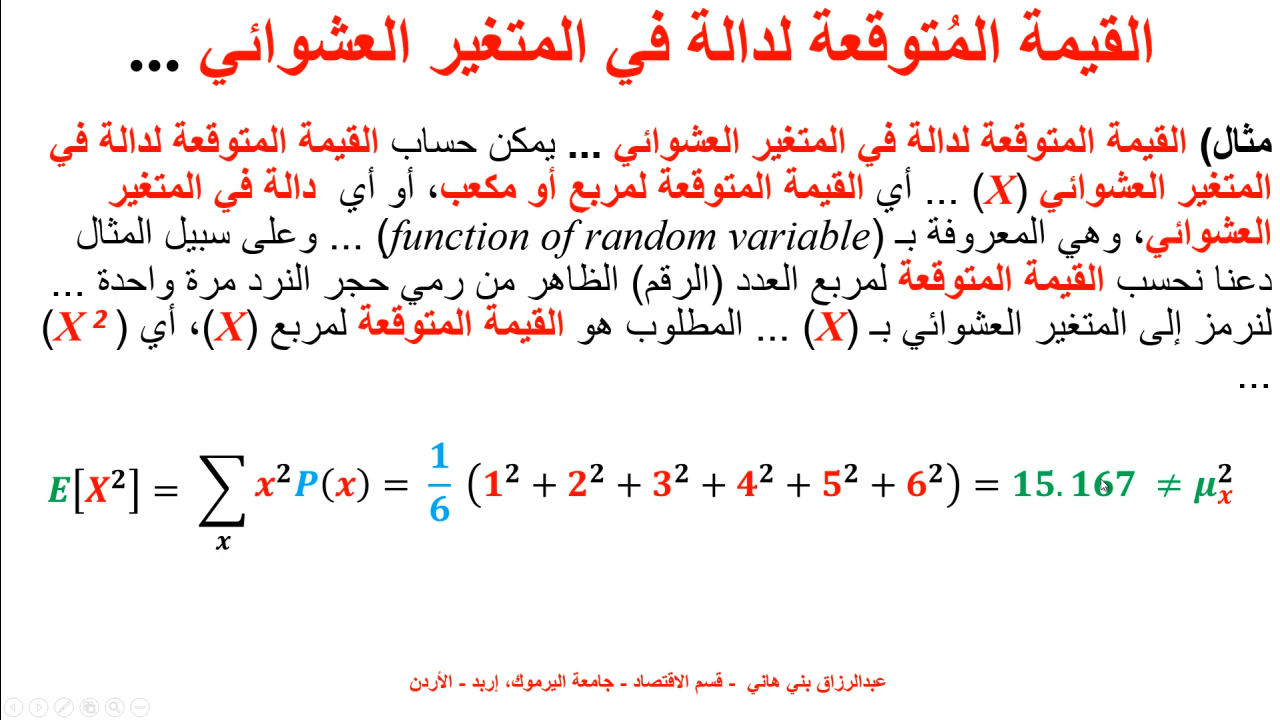 القيمة المُتوقعة لدالة في المتغير العشوائي ...
مثال) القيمة المتوقعة لدالة في المتغير العشوائي ... يمكن حساب القيمة المتوقعة لدالة في
المتغير العشوائي (X) ... أي القيمة المتوقعة لمربع أو مكعب، أو أي دالة في المتغير
العشوائي، وهي المعروفة بـ (function of random variable) ... وعلى سبيل المثال
دعنا نحسب القيمة المتوقعة لمربع العدد (الرقم) الظاهر من رمي حجر النرد مرة واحدة ...
لنرمز إلى المتغير العشوائي بـ (X) ... المطلوب هو القيمة المتوقعة لمربع (X)، أي (X²)
...
E[X²] = ∑ₓ x²P(x) = 1/6 (1² + 2² + 3² + 4² + 5² + 6²) = 15.167 ≠ μₓ²
عبدالرزاق بني هاني - قسم الاقتصاد - جامعة اليرموك، إربد - الأردن